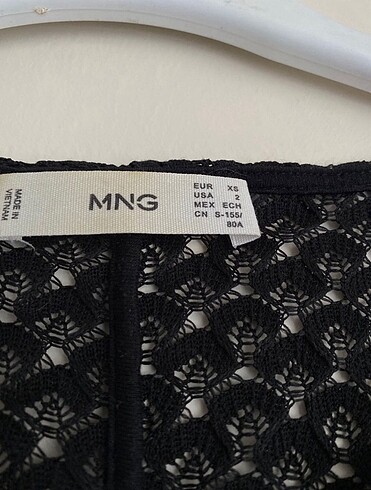 MADE IN
VIETNAM
MNG
EUR XS
USA 2
MEX ECH
CN S-155/
80A